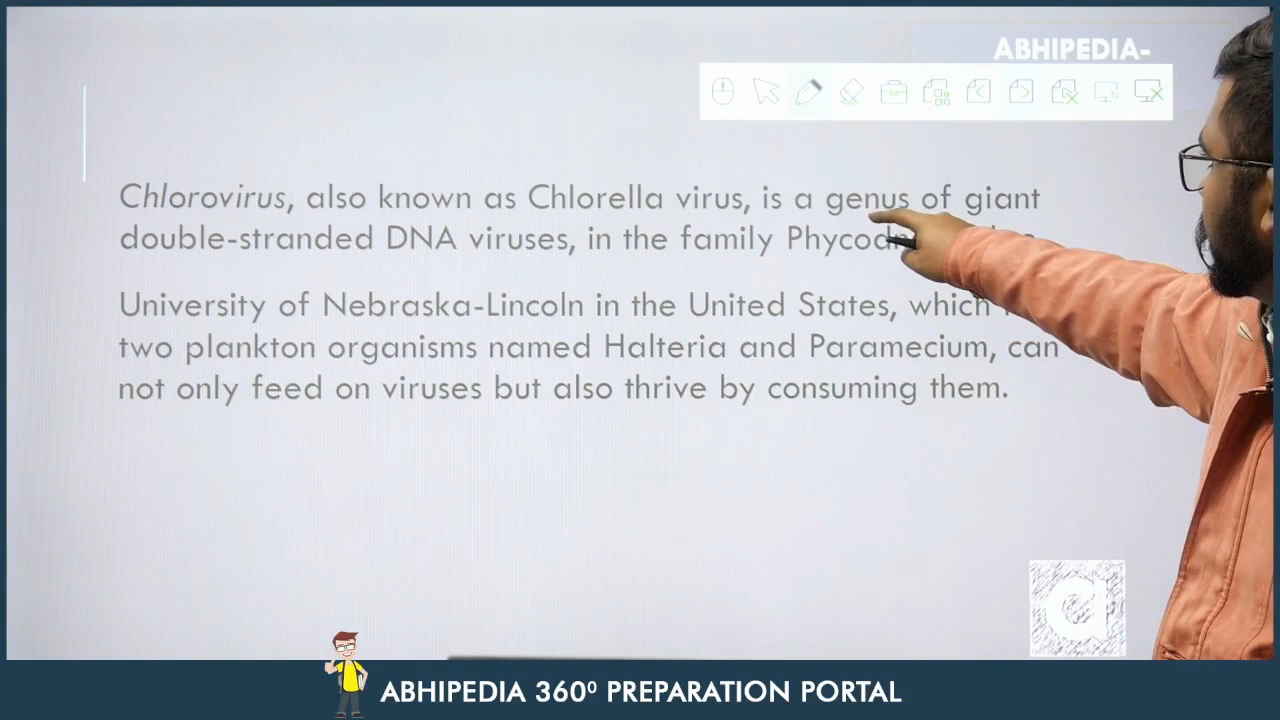 ABHIPEDIA-
Chlorovirus, also known as Chlorella virus, is a genus of giant
double-stranded DNA viruses, in the family
University of Nebraska-Lincoln in the United States, which
two plankton organisms named Halteria and Paramecium, can
not only feed on viruses but also thrive by consuming them.
a
ABHIPEDIA 360⁰ PREPARATION PORTAL